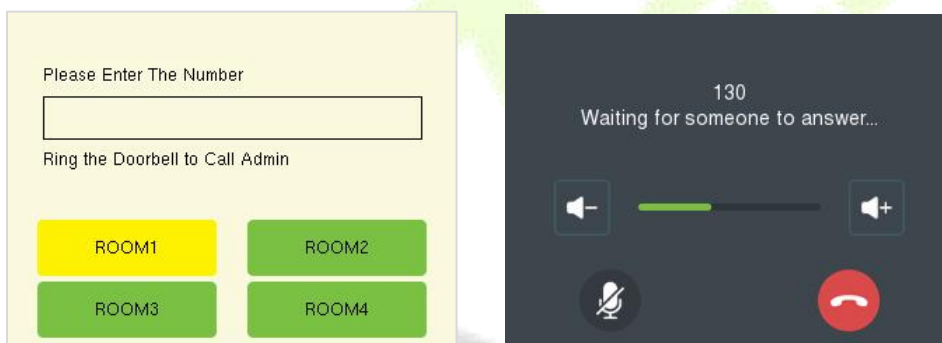 Please Enter The Number
Ring the Doorbell to Call Admin
ROOM1
ROOM2
ROOM3
ROOM4
130
Waiting for someone to answer...